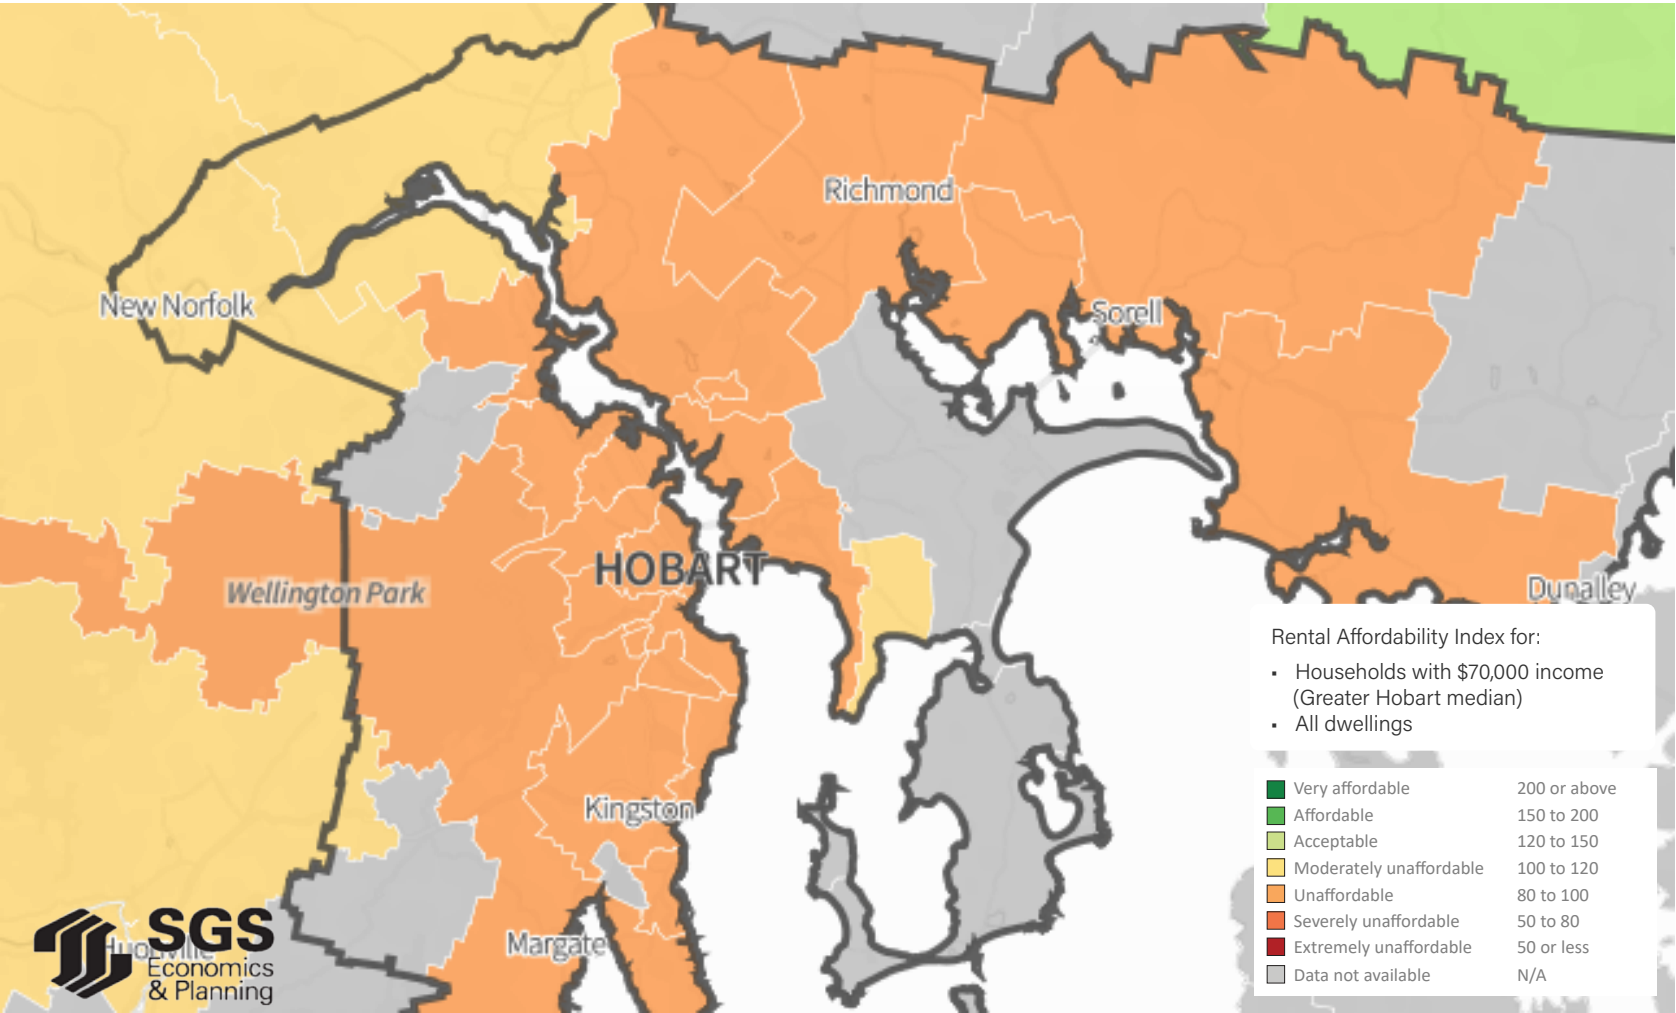 Richmond
New Norfolk
Sorell
HOBART
Wellington Park
Dunalley
Rental Affordability Index for:
▪ Households with $70,000 income
(Greater Hobart median)
▪ All dwellings
Very affordable 200 or above
Affordable 150 to 200
Acceptable 120 to 150
Moderately unaffordable 100 to 120
Unaffordable 80 to 100
Severely unaffordable 50 to 80
Extremely unaffordable 50 or less
Data not available N/A
Kingston
Margate
Huonville
SGS
Economics
& Planning